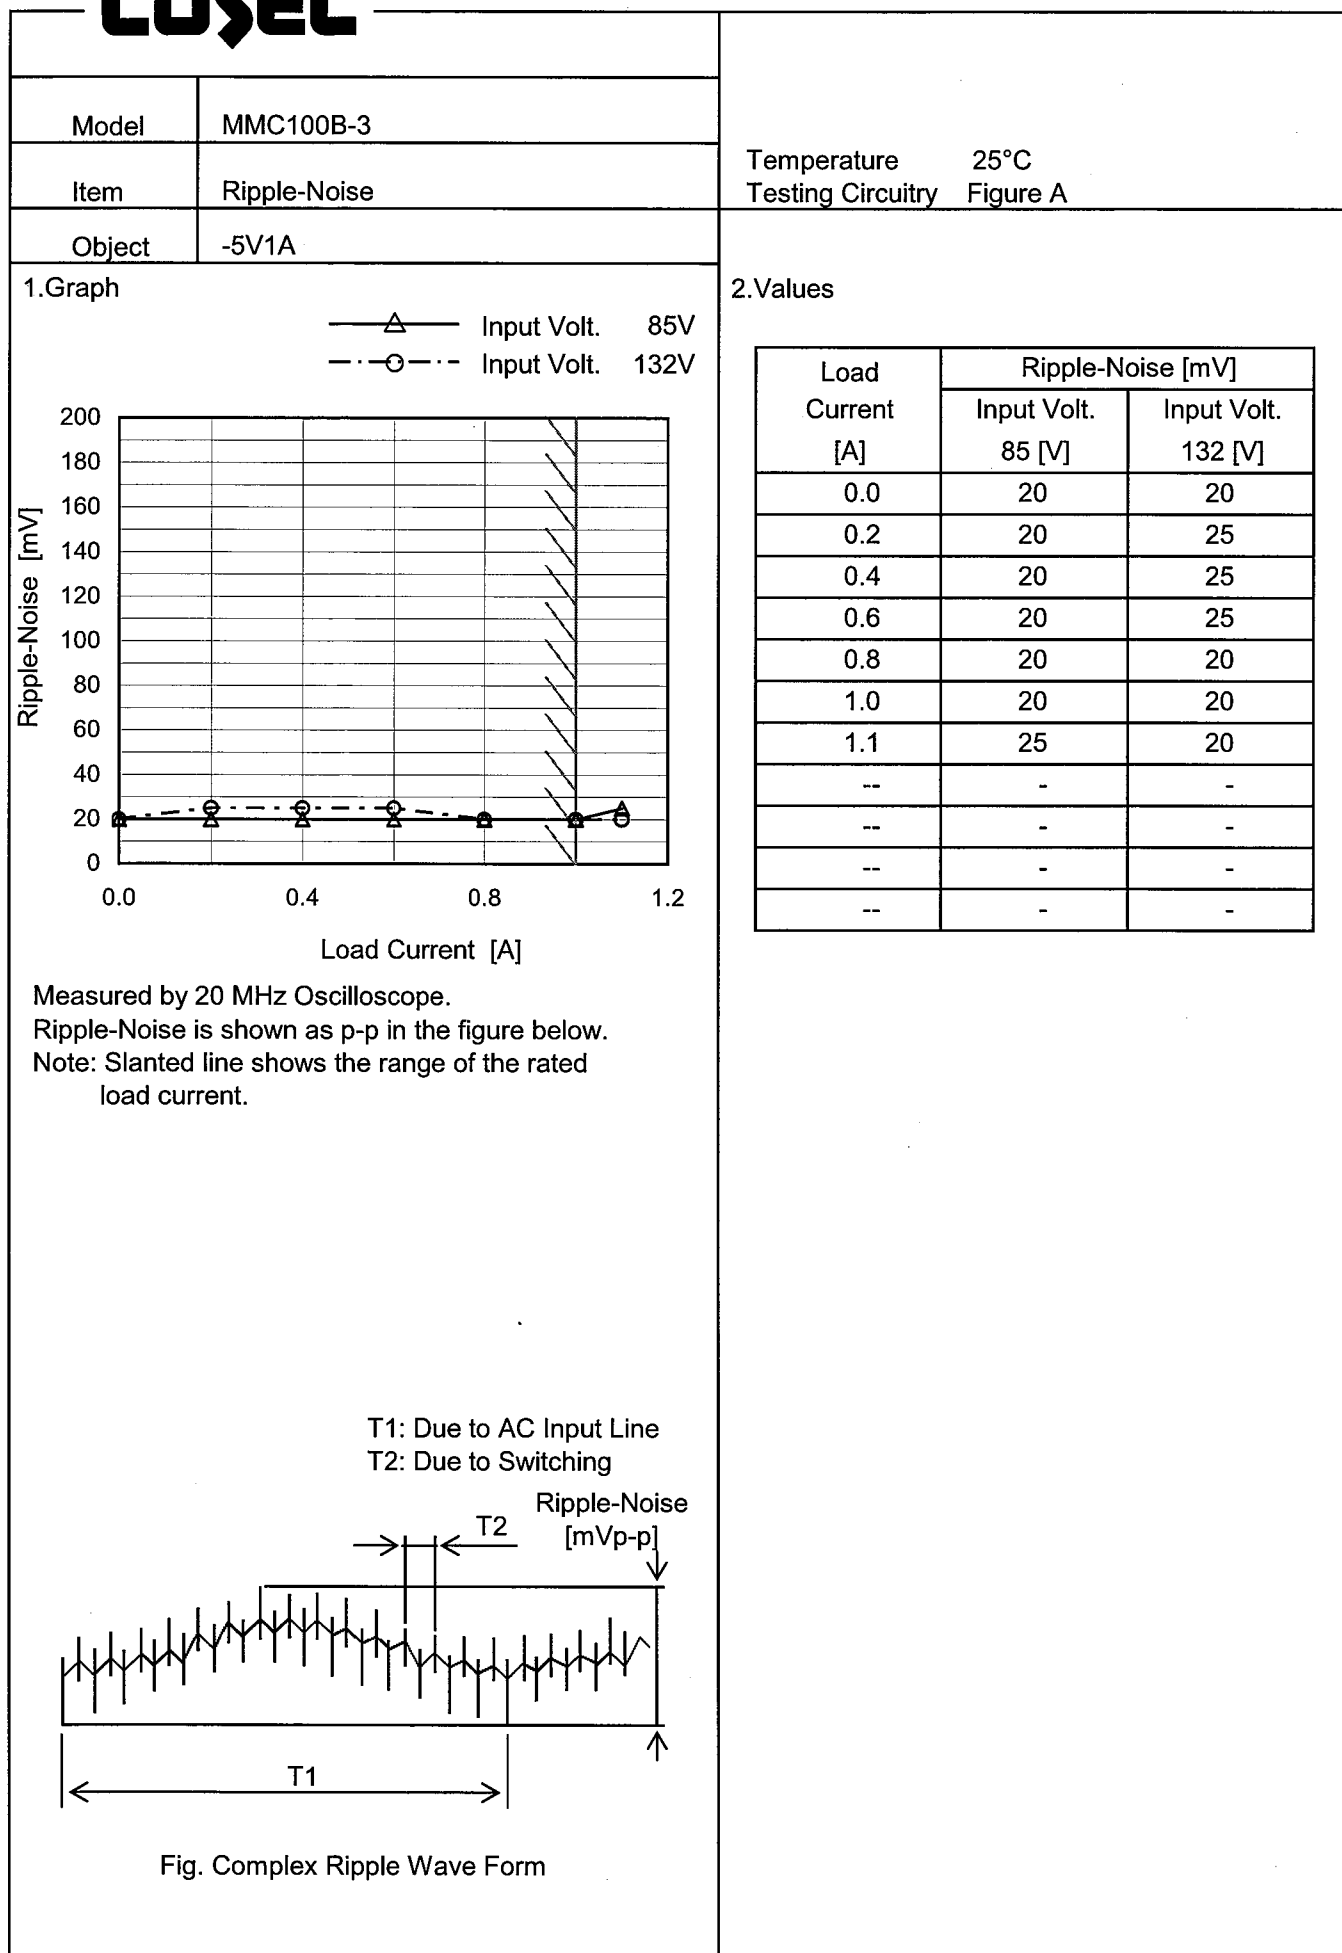 COSEL
Model MMC100B-3
Item Ripple-Noise
Object -5V1A
Temperature 25°C
Testing Circuitry Figure A
1.Graph
Input Volt. 85V
Input Volt. 132V
200
180
160
140
120
100
80
60
40
20
0
Ripple-Noise [mV]
0.0 0.4 0.8 1.2
Load Current [A]
Measured by 20 MHz Oscilloscope.
Ripple-Noise is shown as p-p in the figure below.
Note: Slanted line shows the range of the rated
load current.
T1: Due to AC Input Line
T2: Due to Switching
Ripple-Noise
[mVp-p]
T2
T1
Fig. Complex Ripple Wave Form
2.Values
Load Current [A] Ripple-Noise [mV]
Input Volt. 85 [V] Input Volt. 132 [V]
0.0 20 20
0.2 20 25
0.4 20 25
0.6 20 25
0.8 20 20
1.0 20 20
1.1 25 20
-- - -
-- - -
-- - -
-- - -